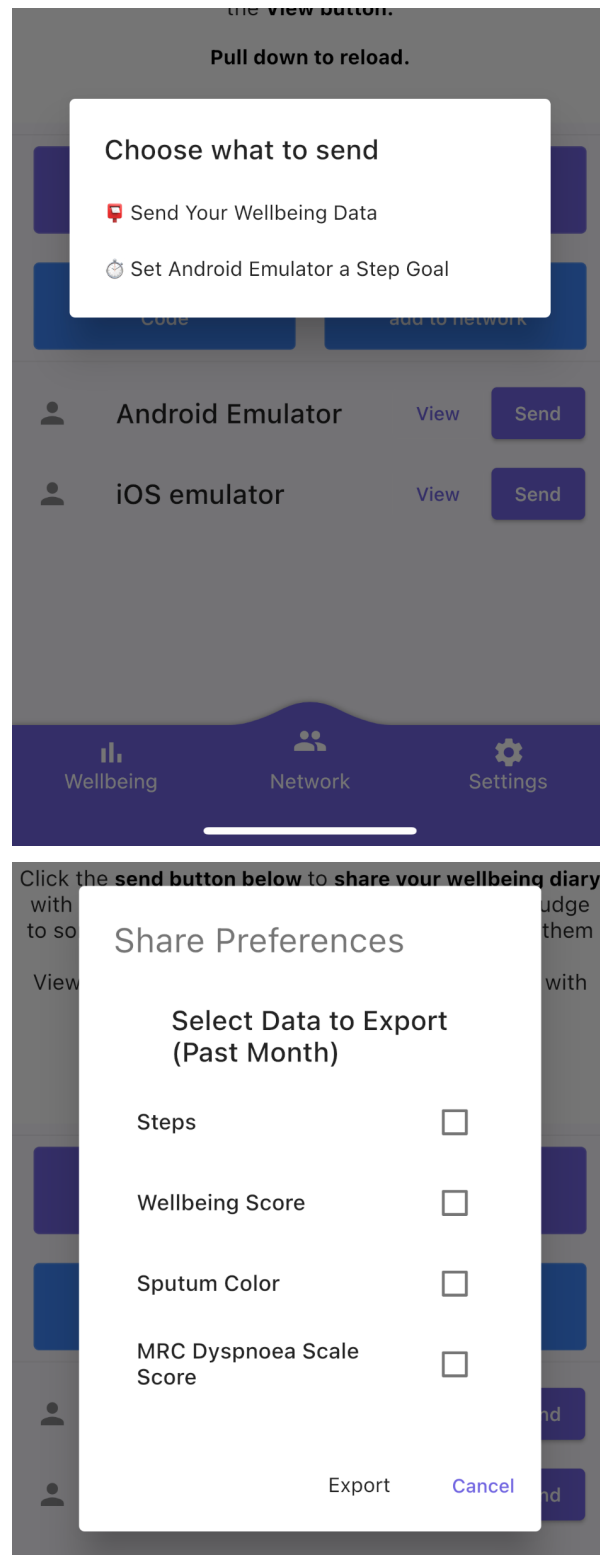 the View button.
Pull down to reload.
Choose what to send
📮 Send Your Wellbeing Data
⏱️ Set Android Emulator a Step Goal
Code
add to network
Android Emulator View Send
iOS emulator View Send
Wellbeing Network Settings
Click the send button below to share your wellbeing diary
with udge
to so them
View with
Share Preferences
Select Data to Export
(Past Month)
Steps
Wellbeing Score
Sputum Color
MRC Dyspnoea Scale
Score
nd
Export Cancel
nd